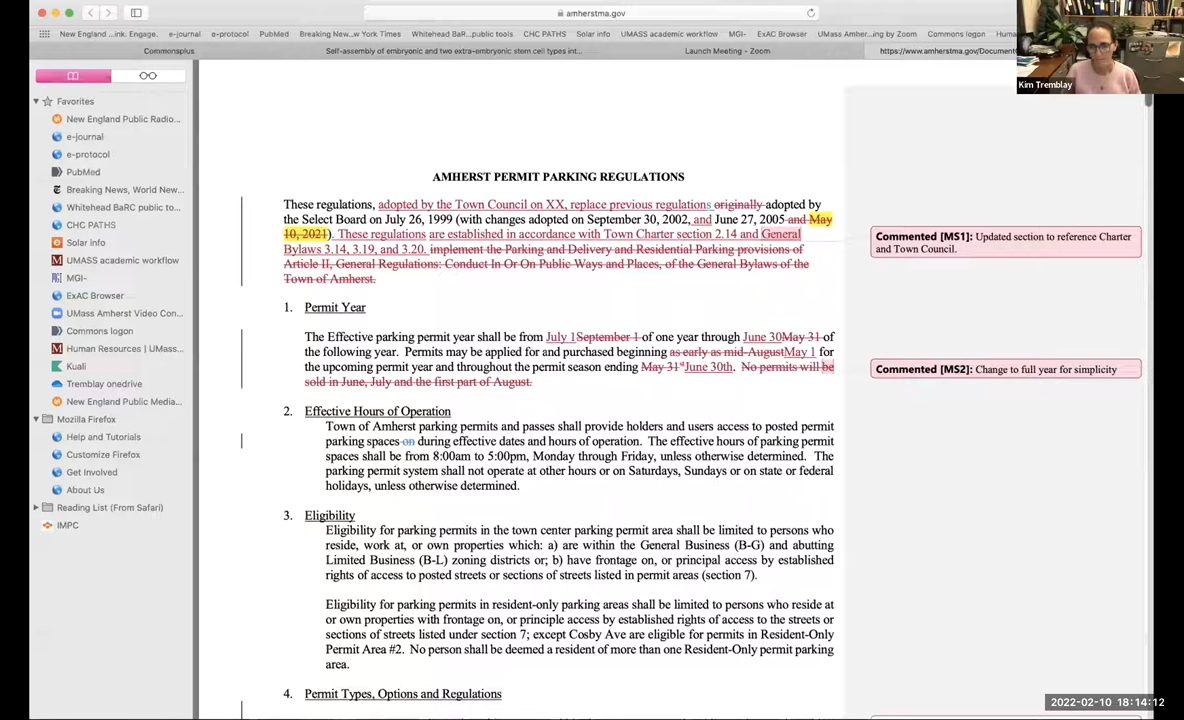 amherstma.gov
New England ...ink. Engage. e-journal e-protocol PubMed Breaking New...w York Times Whitehead BaR...public tools CHC PATHS Solar info UMASS academic workflow MGI- ExAC Browser UMass Amher...ing by Zoom Commons logon
Commonsplus Self-assembly of embryonic and two extra-embryonic stem cell types int... Launch Meeting - Zoom https://www.amherstma.gov/Document
Kim Tremblay
Favorites
New England Public Radio...
e-journal
e-protocol
PubMed
Breaking News, World New...
Whitehead BaRC public to...
CHC PATHS
Solar info
UMASS academic workflow
MGI-
ExAC Browser
UMass Amherst Video Con...
Commons logon
Human Resources | UMass...
Kuali
Tremblay onedrive
New England Public Media...
Mozilla Firefox
Help and Tutorials
Customize Firefox
Get Involved
About Us
Reading List (From Safari)
IMPC
AMHERST PERMIT PARKING REGULATIONS
These regulations, adopted by the Town Council on XX, replace previous regulations originally adopted by
the Select Board on July 26, 1999 (with changes adopted on September 30, 2002, and June 27, 2005 and May
10, 2021). These regulations are established in accordance with Town Charter section 2.14 and General
Bylaws 3.14, 3.19, and 3.20. implement the Parking and Delivery and Residential Parking provisions of
Article II, General Regulations: Conduct In Or On Public Ways and Places, of the General Bylaws of the
Town of Amherst.
1. Permit Year
The Effective parking permit year shall be from July 1September 1 of one year through June 30May 31 of
the following year. Permits may be applied for and purchased beginning as early as mid-AugustMay 1 for
the upcoming permit year and throughout the permit season ending May 31stJune 30th. No permits will be
sold in June, July and the first part of August.
2. Effective Hours of Operation
Town of Amherst parking permits and passes shall provide holders and users access to posted permit
parking spaces on during effective dates and hours of operation. The effective hours of parking permit
spaces shall be from 8:00am to 5:00pm, Monday through Friday, unless otherwise determined. The
parking permit system shall not operate at other hours or on Saturdays, Sundays or on state or federal
holidays, unless otherwise determined.
3. Eligibility
Eligibility for parking permits in the town center parking permit area shall be limited to persons who
reside, work at, or own properties which: a) are within the General Business (B-G) and abutting
Limited Business (B-L) zoning districts or; b) have frontage on, or principal access by established
rights of access to posted streets or sections of streets listed in permit areas (section 7).
Eligibility for parking permits in resident-only parking areas shall be limited to persons who reside at
or own properties with frontage on, or principle access by established rights of access to the streets or
sections of streets listed under section 7; except Cosby Ave are eligible for permits in Resident-Only
Permit Area #2. No person shall be deemed a resident of more than one Resident-Only permit parking
area.
4. Permit Types, Options and Regulations
Commented [MS1]: Updated section to reference Charter
and Town Council.
Commented [MS2]: Change to full year for simplicity
2022-02-10 18:14:12